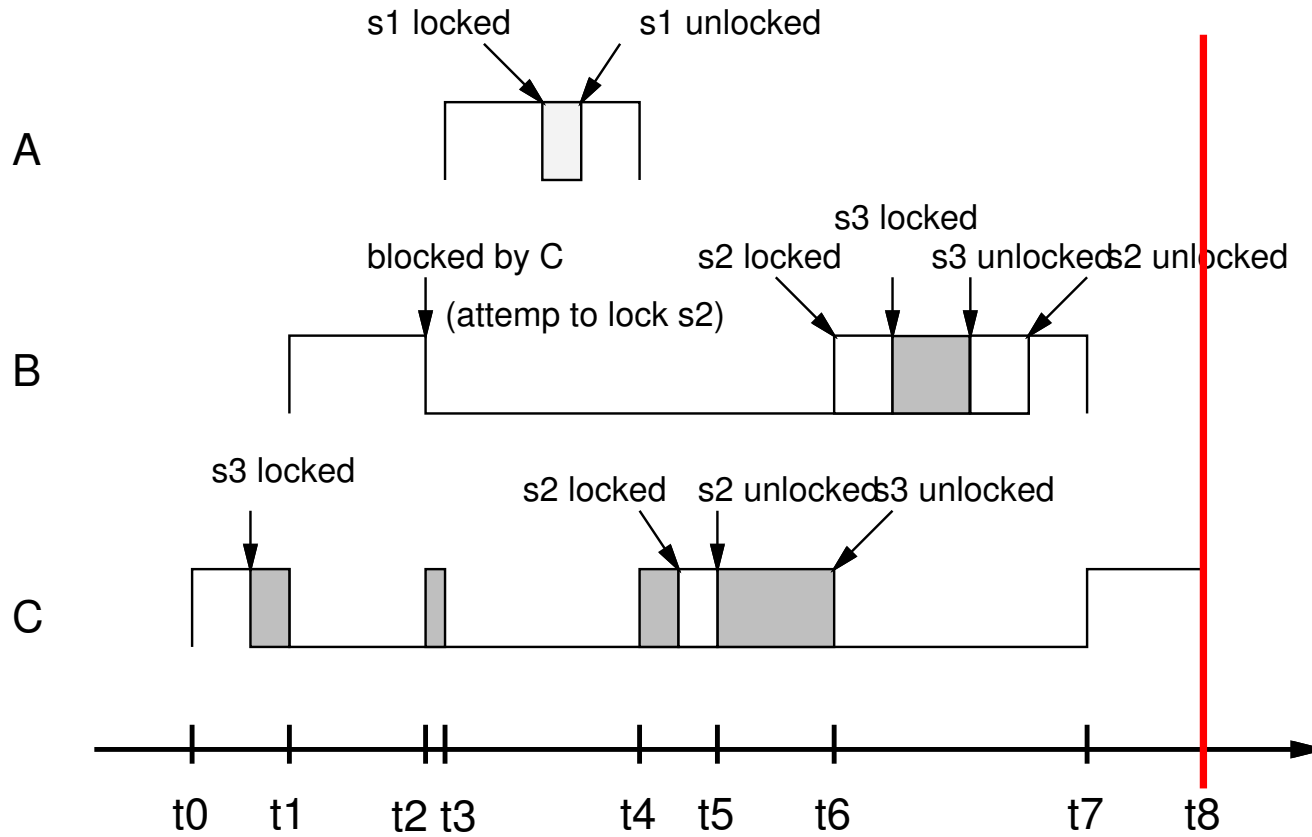 s1 locked s1 unlocked
A
s3 locked
blocked by C s2 locked s3 unlocked s2 unlocked
(attemp to lock s2)
B
s3 locked
s2 locked s2 unlocked s3 unlocked
C
t0 t1 t2 t3 t4 t5 t6 t7 t8